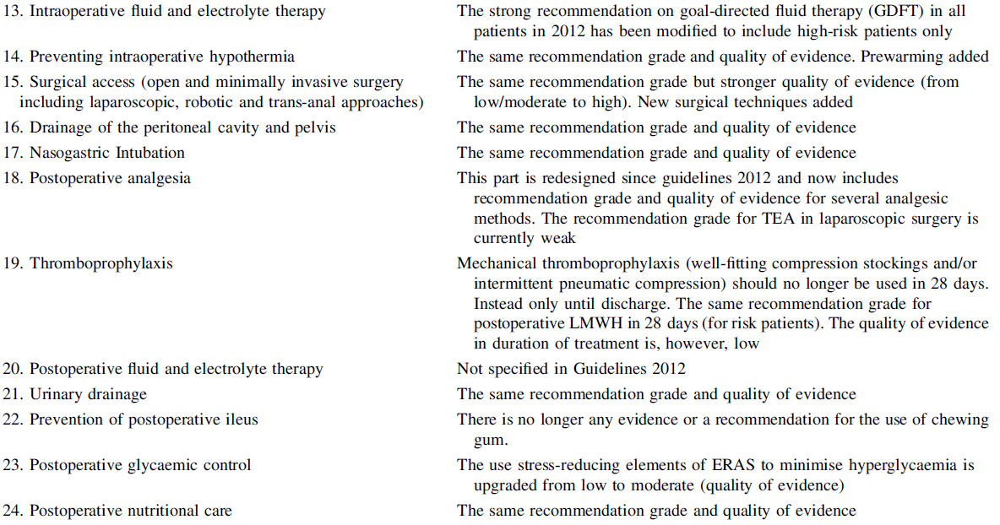 13. Intraoperative fluid and electrolyte therapy
The strong recommendation on goal-directed fluid therapy (GDFT) in all
patients in 2012 has been modified to include high-risk patients only
14. Preventing intraoperative hypothermia
The same recommendation grade and quality of evidence. Prewarming added
15. Surgical access (open and minimally invasive surgery
including laparoscopic, robotic and trans-anal approaches)
The same recommendation grade but stronger quality of evidence (from
low/moderate to high). New surgical techniques added
16. Drainage of the peritoneal cavity and pelvis
The same recommendation grade and quality of evidence
17. Nasogastric Intubation
The same recommendation grade and quality of evidence
18. Postoperative analgesia
This part is redesigned since guidelines 2012 and now includes
recommendation grade and quality of evidence for several analgesic
methods. The recommendation grade for TEA in laparoscopic surgery is
currently weak
19. Thromboprophylaxis
Mechanical thromboprophylaxis (well-fitting compression stockings and/or
intermittent pneumatic compression) should no longer be used in 28 days.
Instead only until discharge. The same recommendation grade for
postoperative LMWH in 28 days (for risk patients). The quality of evidence
in duration of treatment is, however, low
20. Postoperative fluid and electrolyte therapy
Not specified in Guidelines 2012
21. Urinary drainage
The same recommendation grade and quality of evidence
22. Prevention of postoperative ileus
There is no longer any evidence or a recommendation for the use of chewing
gum.
23. Postoperative glycaemic control
The use stress-reducing elements of ERAS to minimise hyperglycaemia is
upgraded from low to moderate (quality of evidence)
24. Postoperative nutritional care
The same recommendation grade and quality of evidence